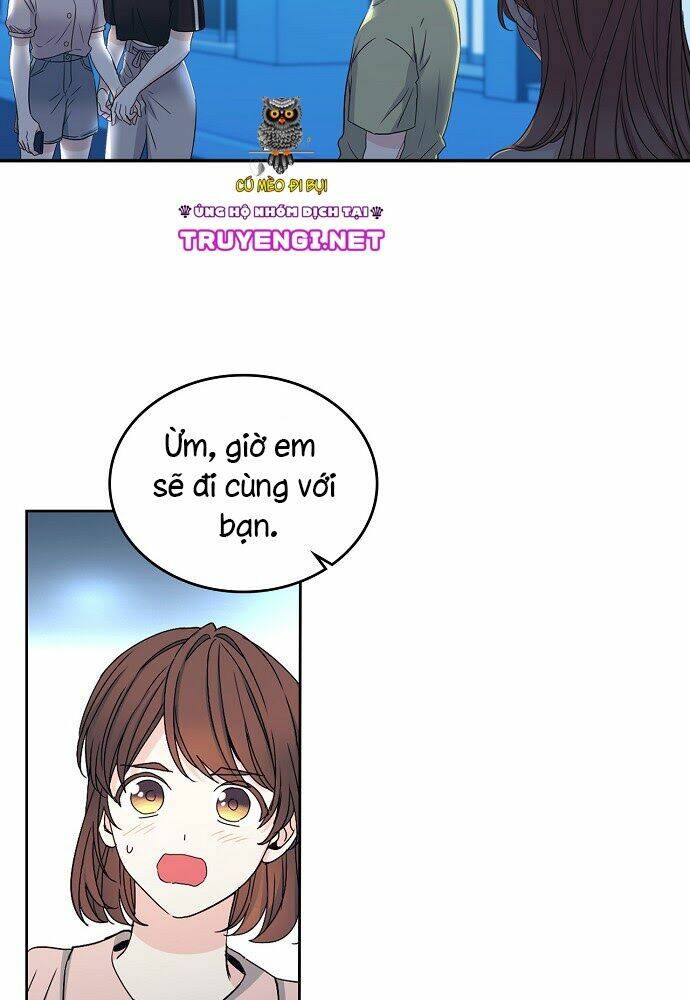 CÚ MÈO ĐI BỤI
ỦNG HỘ NHÓM DỊCH TẠI
TRUYENGI.NET
Ừm, giờ em
sẽ đi cùng với
bạn.